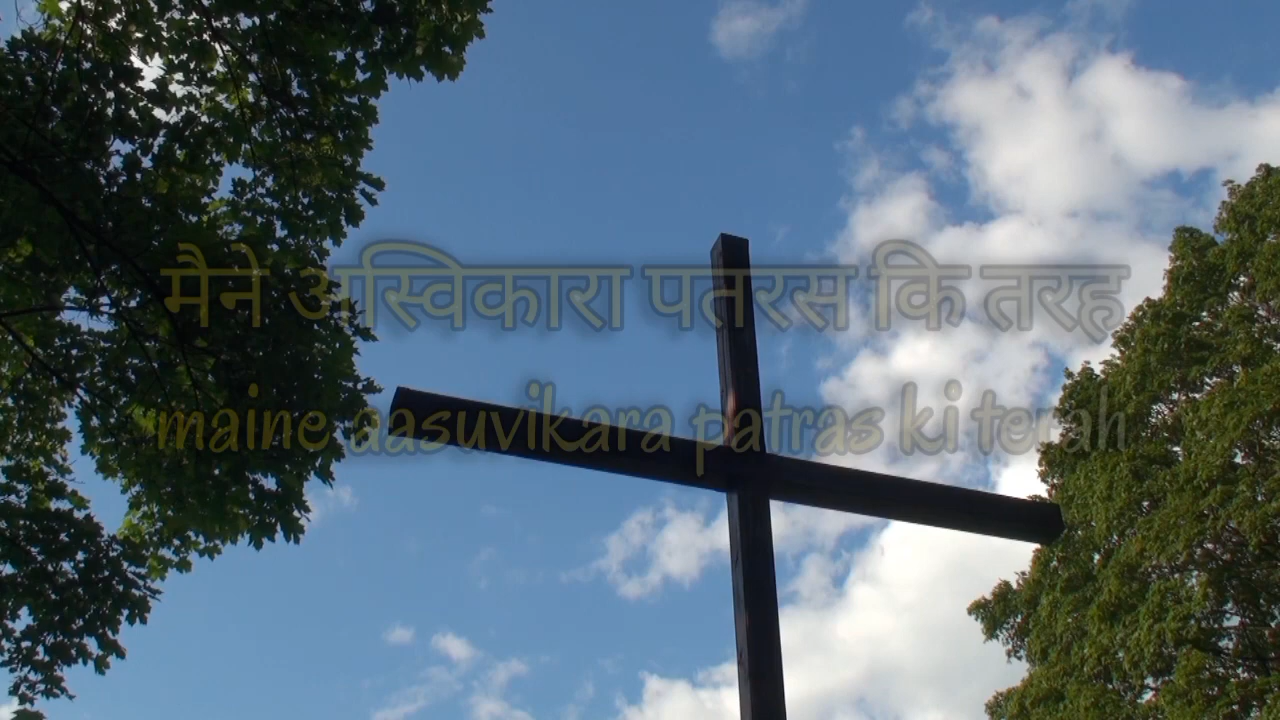 मैने अस्विकारा पतरस कि तरह
maine aasuvikara patras ki terah